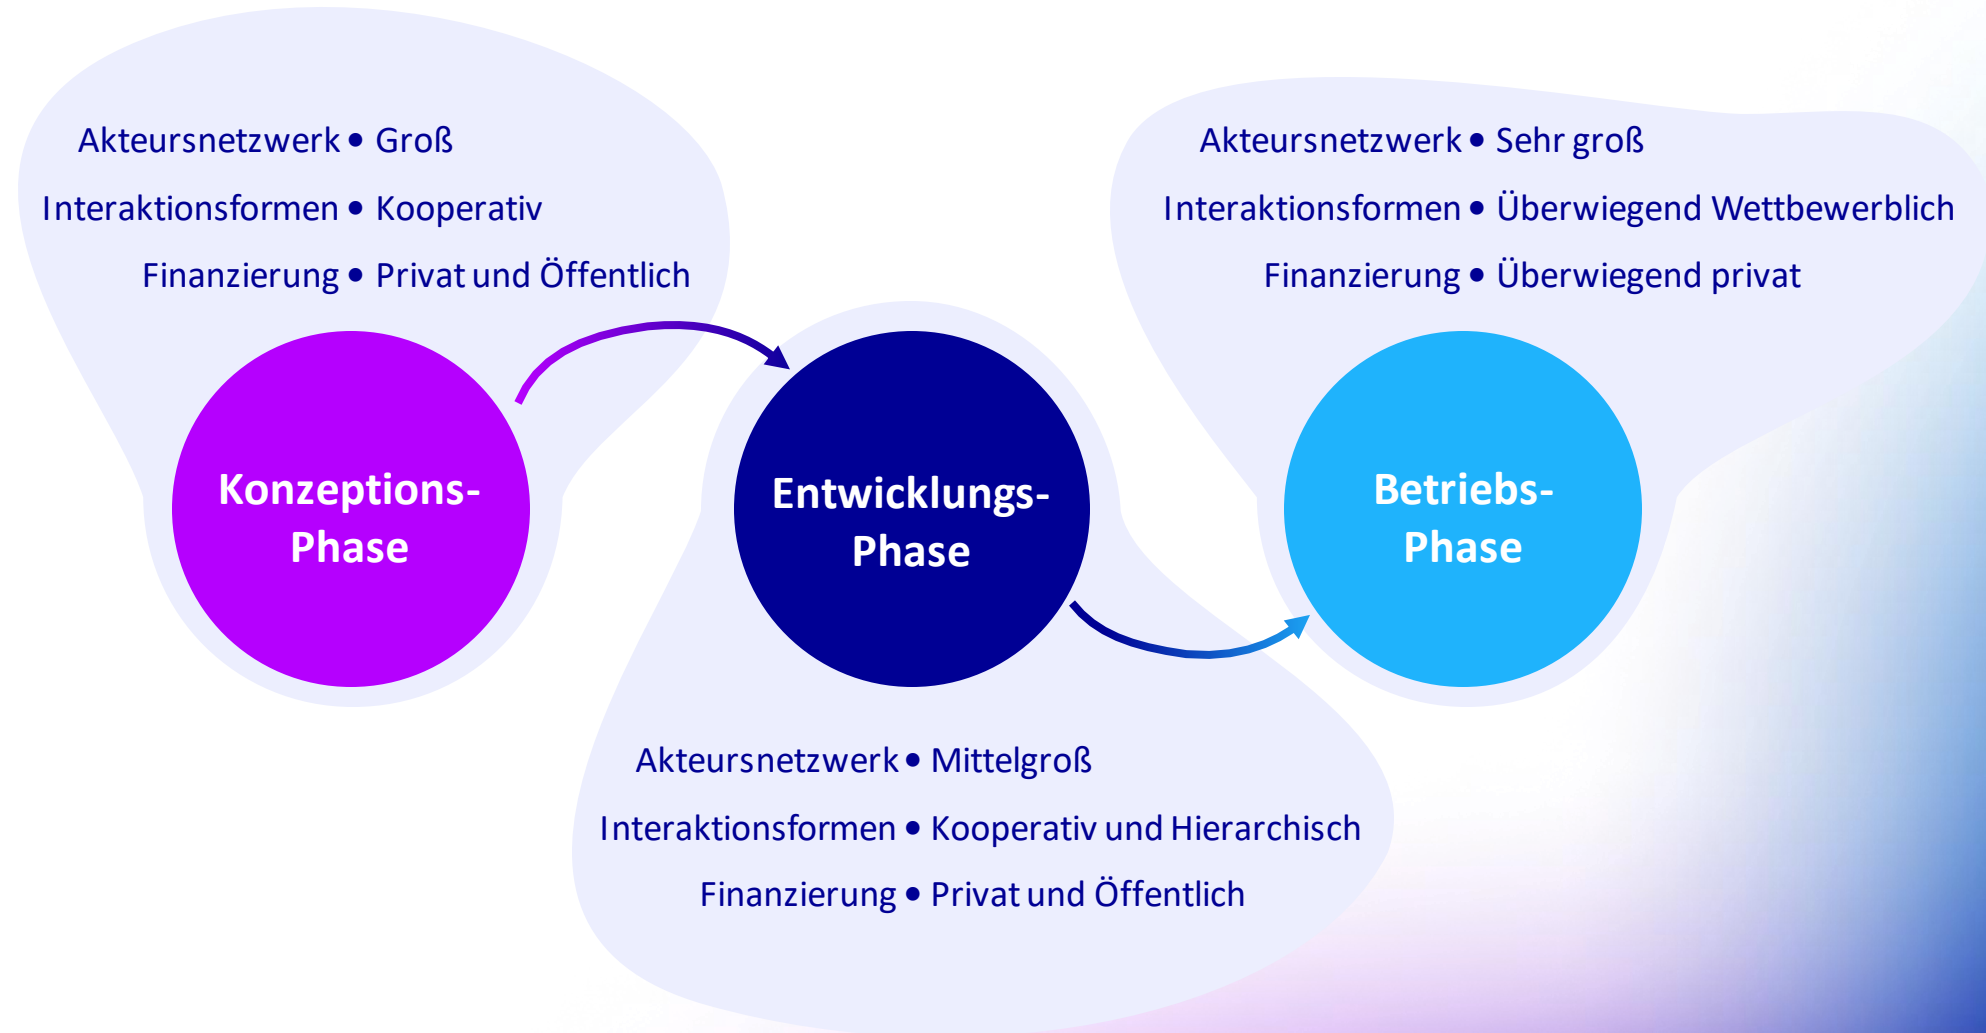 Akteursnetzwerk • Groß
Interaktionsformen • Kooperativ
Finanzierung • Privat und Öffentlich
Konzeptions-
Phase
Entwicklungs-
Phase
Akteursnetzwerk • Mittelgroß
Interaktionsformen • Kooperativ und Hierarchisch
Finanzierung • Privat und Öffentlich
Akteursnetzwerk • Sehr groß
Interaktionsformen • Überwiegend Wettbewerblich
Finanzierung • Überwiegend privat
Betriebs-
Phase